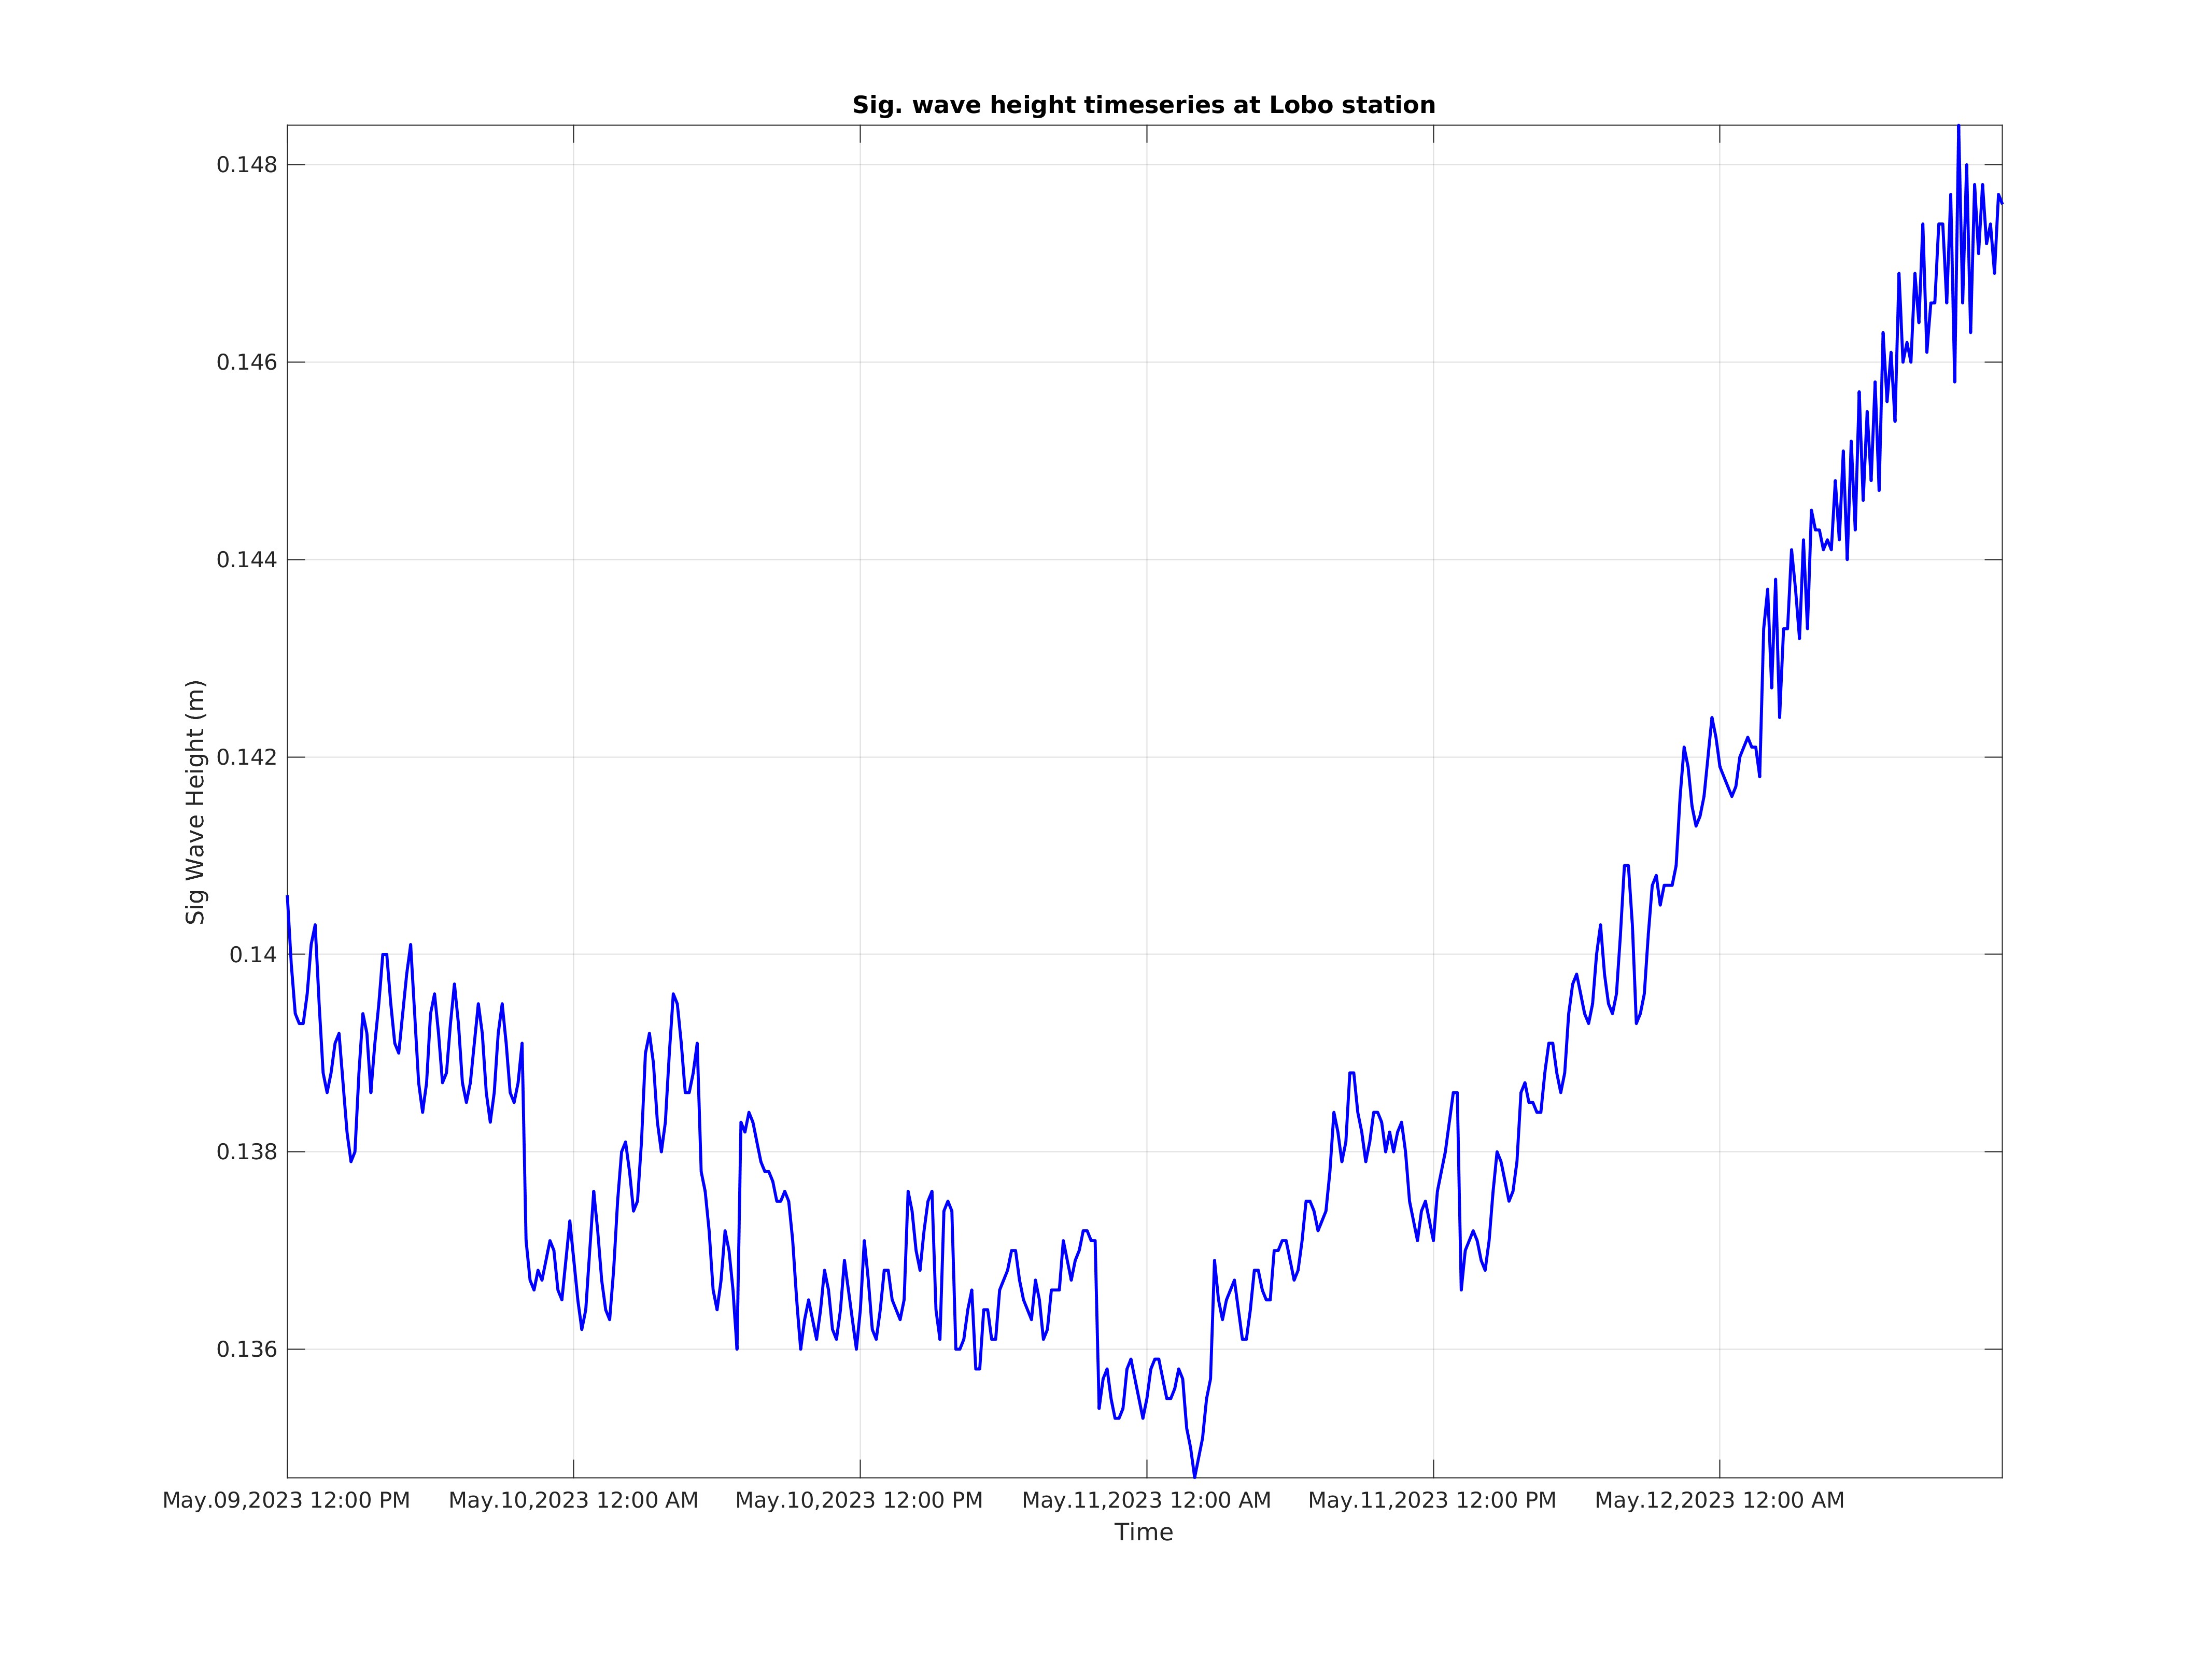 Sig. wave height timeseries at Lobo station
0.148
0.146
0.144
0.142
0.14
0.138
0.136
Sig Wave Height (m)
May.09,2023 12:00 PM May.10,2023 12:00 AM May.10,2023 12:00 PM May.11,2023 12:00 AM May.11,2023 12:00 PM May.12,2023 12:00 AM
Time